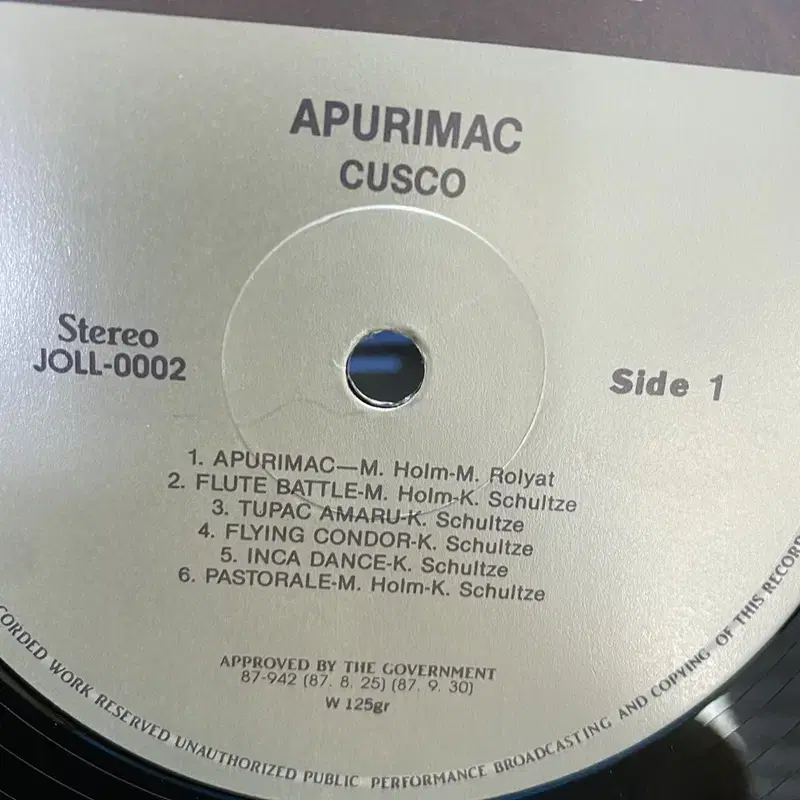 APURIMAC
CUSCO
Stereo
JOLL-0002
Side 1
1. APURIMAC—M. Holm-M. Rolyat
2. FLUTE BATTLE-M. Holm-K. Schultze
3. TUPAC AMARU-K. Schultze
4. FLYING CONDOR-K. Schultze
5. INCA DANCE-K. Schultze
6. PASTORALE-M. Holm-K. Schultze
APPROVED BY THE GOVERNMENT
87-942 (87. 8. 25) (87. 9. 30)
W 125gr
WORK RESERVED UNAUTHORIZED PUBLIC PERFORMANCE BROADCASTING AND COPYING OF THIS RECORD